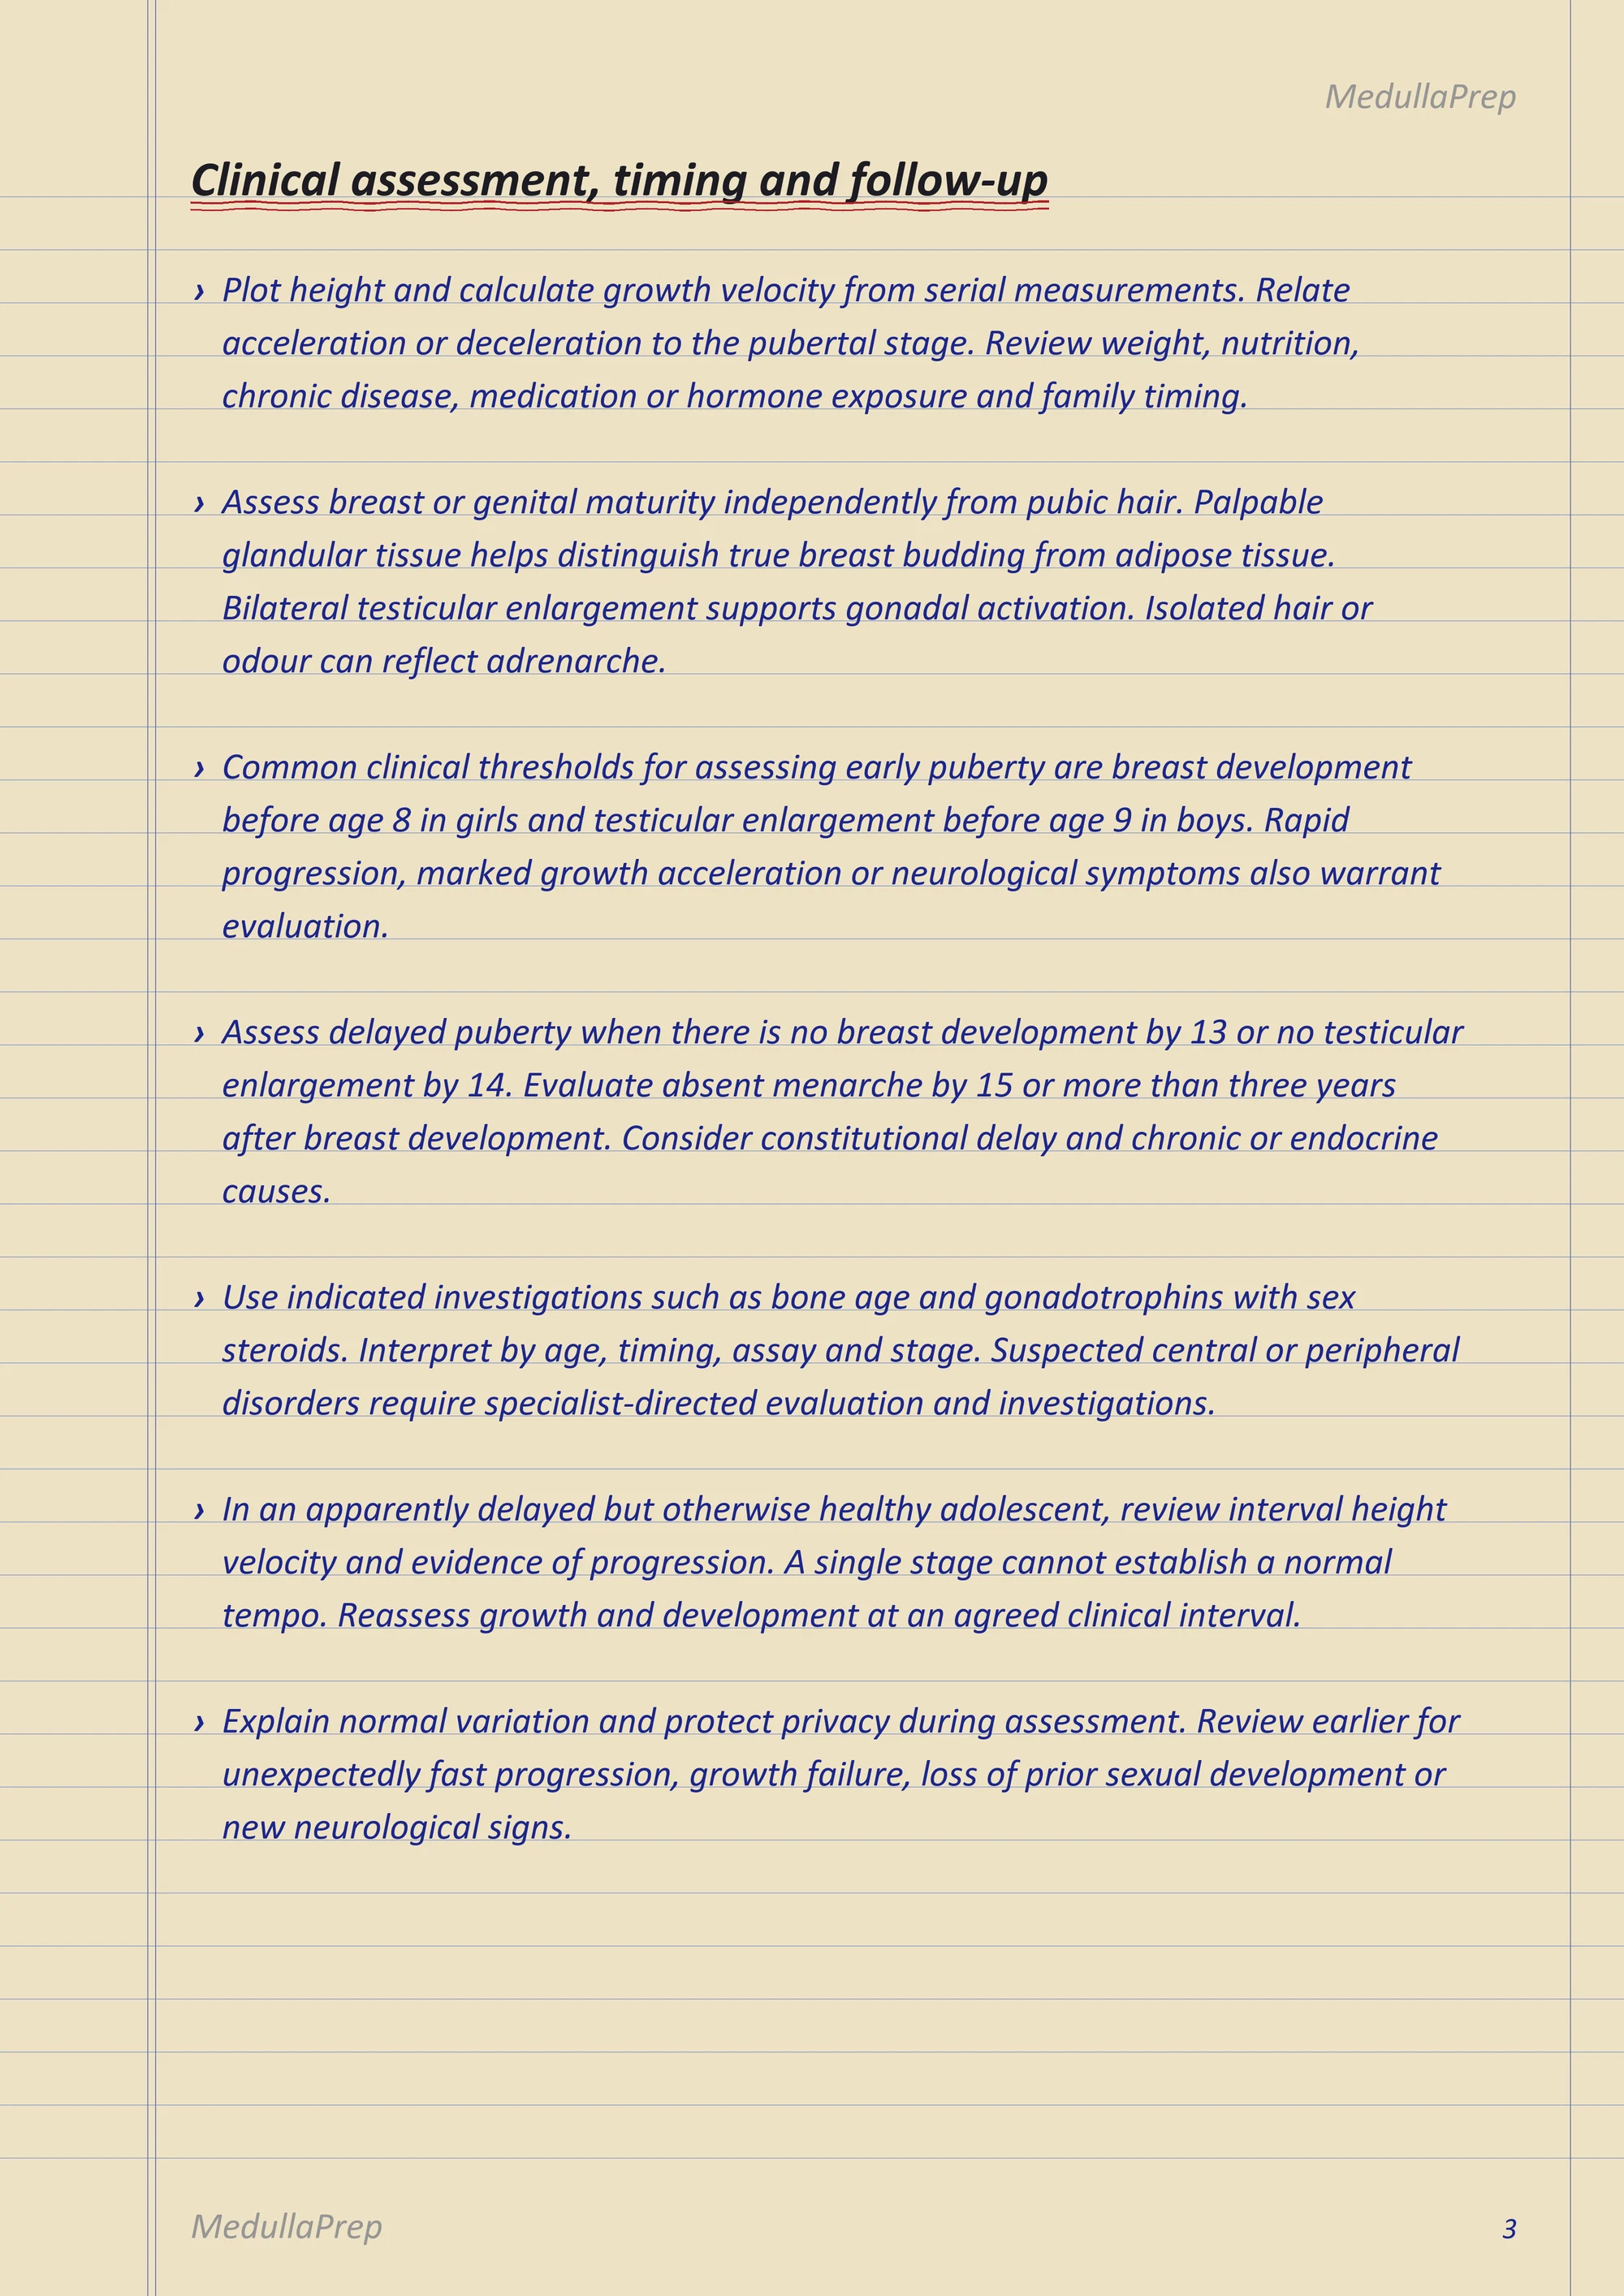 MedullaPrep
Clinical assessment, timing and follow-up
› Plot height and calculate growth velocity from serial measurements. Relate
acceleration or deceleration to the pubertal stage. Review weight, nutrition,
chronic disease, medication or hormone exposure and family timing.
› Assess breast or genital maturity independently from pubic hair. Palpable
glandular tissue helps distinguish true breast budding from adipose tissue.
Bilateral testicular enlargement supports gonadal activation. Isolated hair or
odour can reflect adrenarche.
› Common clinical thresholds for assessing early puberty are breast development
before age 8 in girls and testicular enlargement before age 9 in boys. Rapid
progression, marked growth acceleration or neurological symptoms also warrant
evaluation.
› Assess delayed puberty when there is no breast development by 13 or no testicular
enlargement by 14. Evaluate absent menarche by 15 or more than three years
after breast development. Consider constitutional delay and chronic or endocrine
causes.
› Use indicated investigations such as bone age and gonadotrophins with sex
steroids. Interpret by age, timing, assay and stage. Suspected central or peripheral
disorders require specialist-directed evaluation and investigations.
› In an apparently delayed but otherwise healthy adolescent, review interval height
velocity and evidence of progression. A single stage cannot establish a normal
tempo. Reassess growth and development at an agreed clinical interval.
› Explain normal variation and protect privacy during assessment. Review earlier for
unexpectedly fast progression, growth failure, loss of prior sexual development or
new neurological signs.
MedullaPrep
3